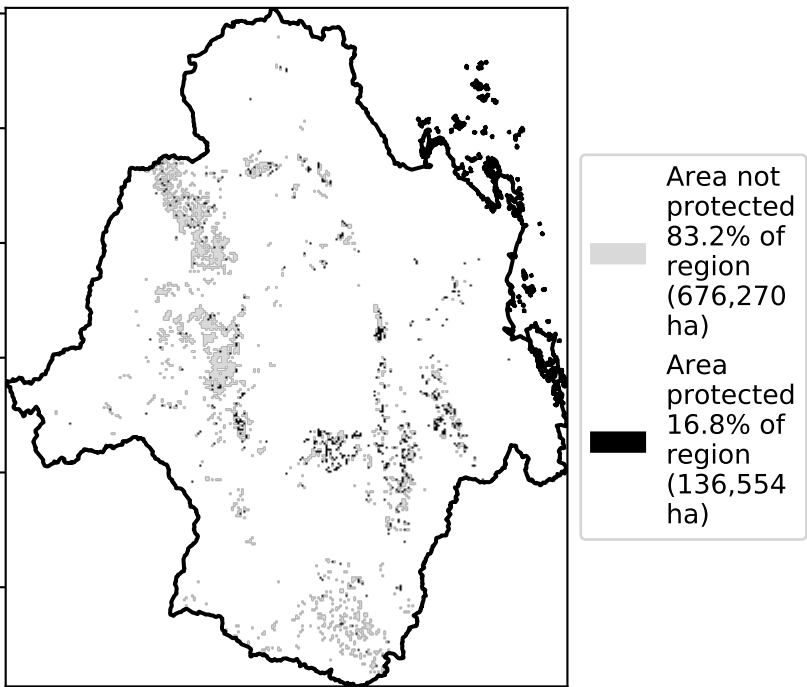 Area not
protected
83.2% of
region
(676,270
ha)
Area
protected
16.8% of
region
(136,554
ha)